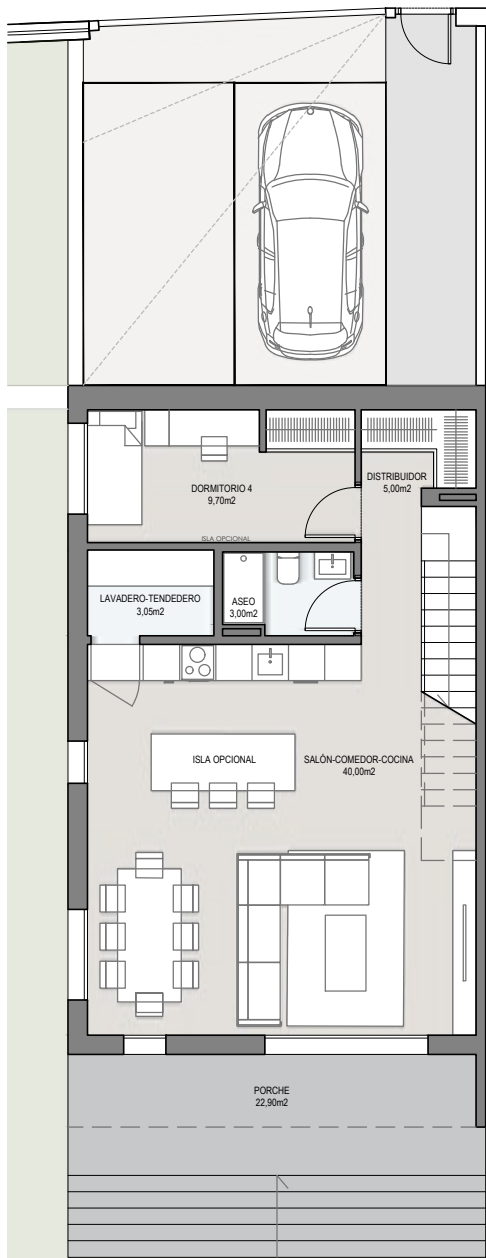 DORMITORIO 4
9,70m2
DISTRIBUIDOR
5,00m2
ISLA OPCIONAL
LAVADERO-TENDEDERO
3,05m2
ASEO
3,00m2
ISLA OPCIONAL
SALÓN-COMEDOR-COCINA
40,00m2
PORCHE
22,90m2